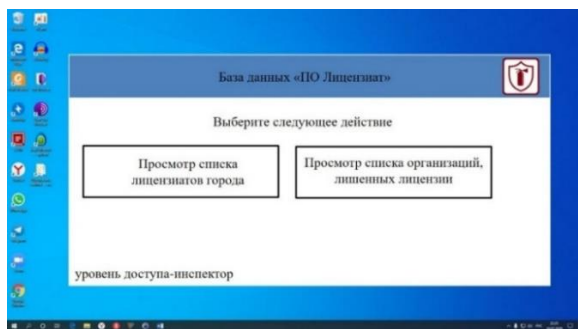 База данных «ПО Лицензиат»
Выберите следующее действие
Просмотр списка
лицензиатов города
Просмотр списка организаций,
лишенных лицензии
уровень доступа-инспектор